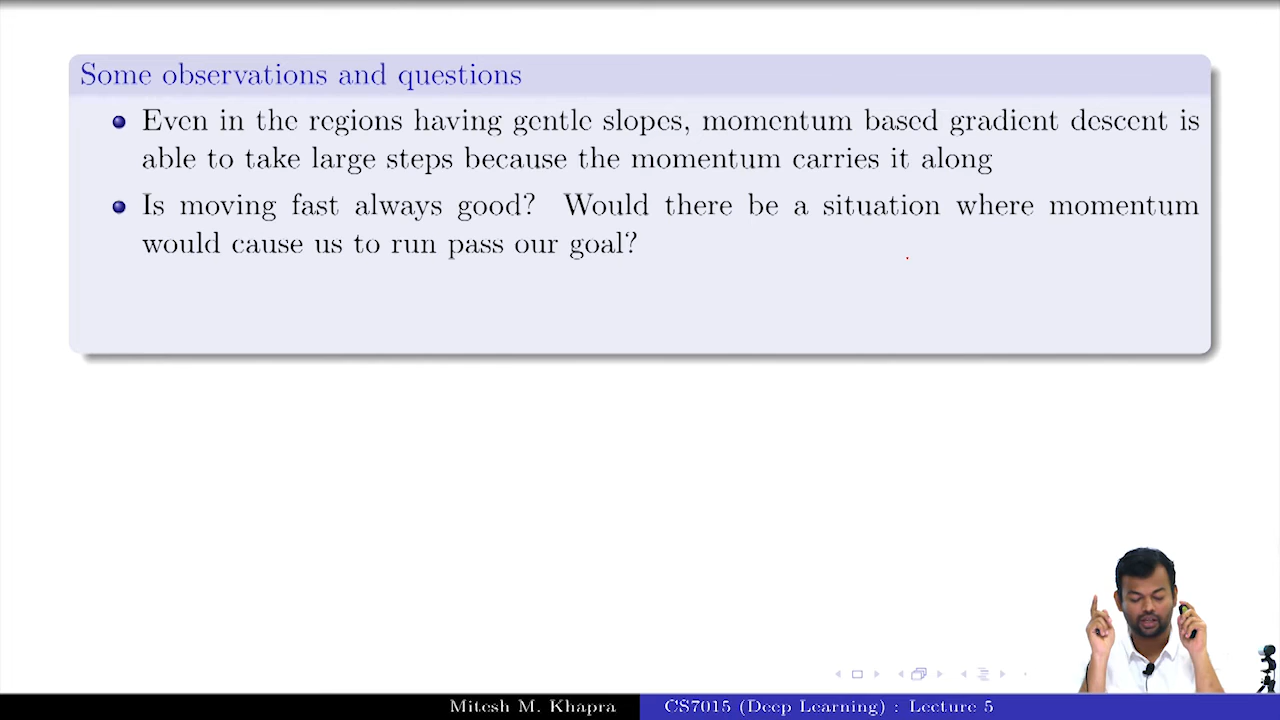 Some observations and questions
Even in the regions having gentle slopes, momentum based gradient descent is
able to take large steps because the momentum carries it along
Is moving fast always good? Would there be a situation where momentum
would cause us to run pass our goal?
Mitesh M. Khapra CS7015 (Deep Learning) : Lecture 5